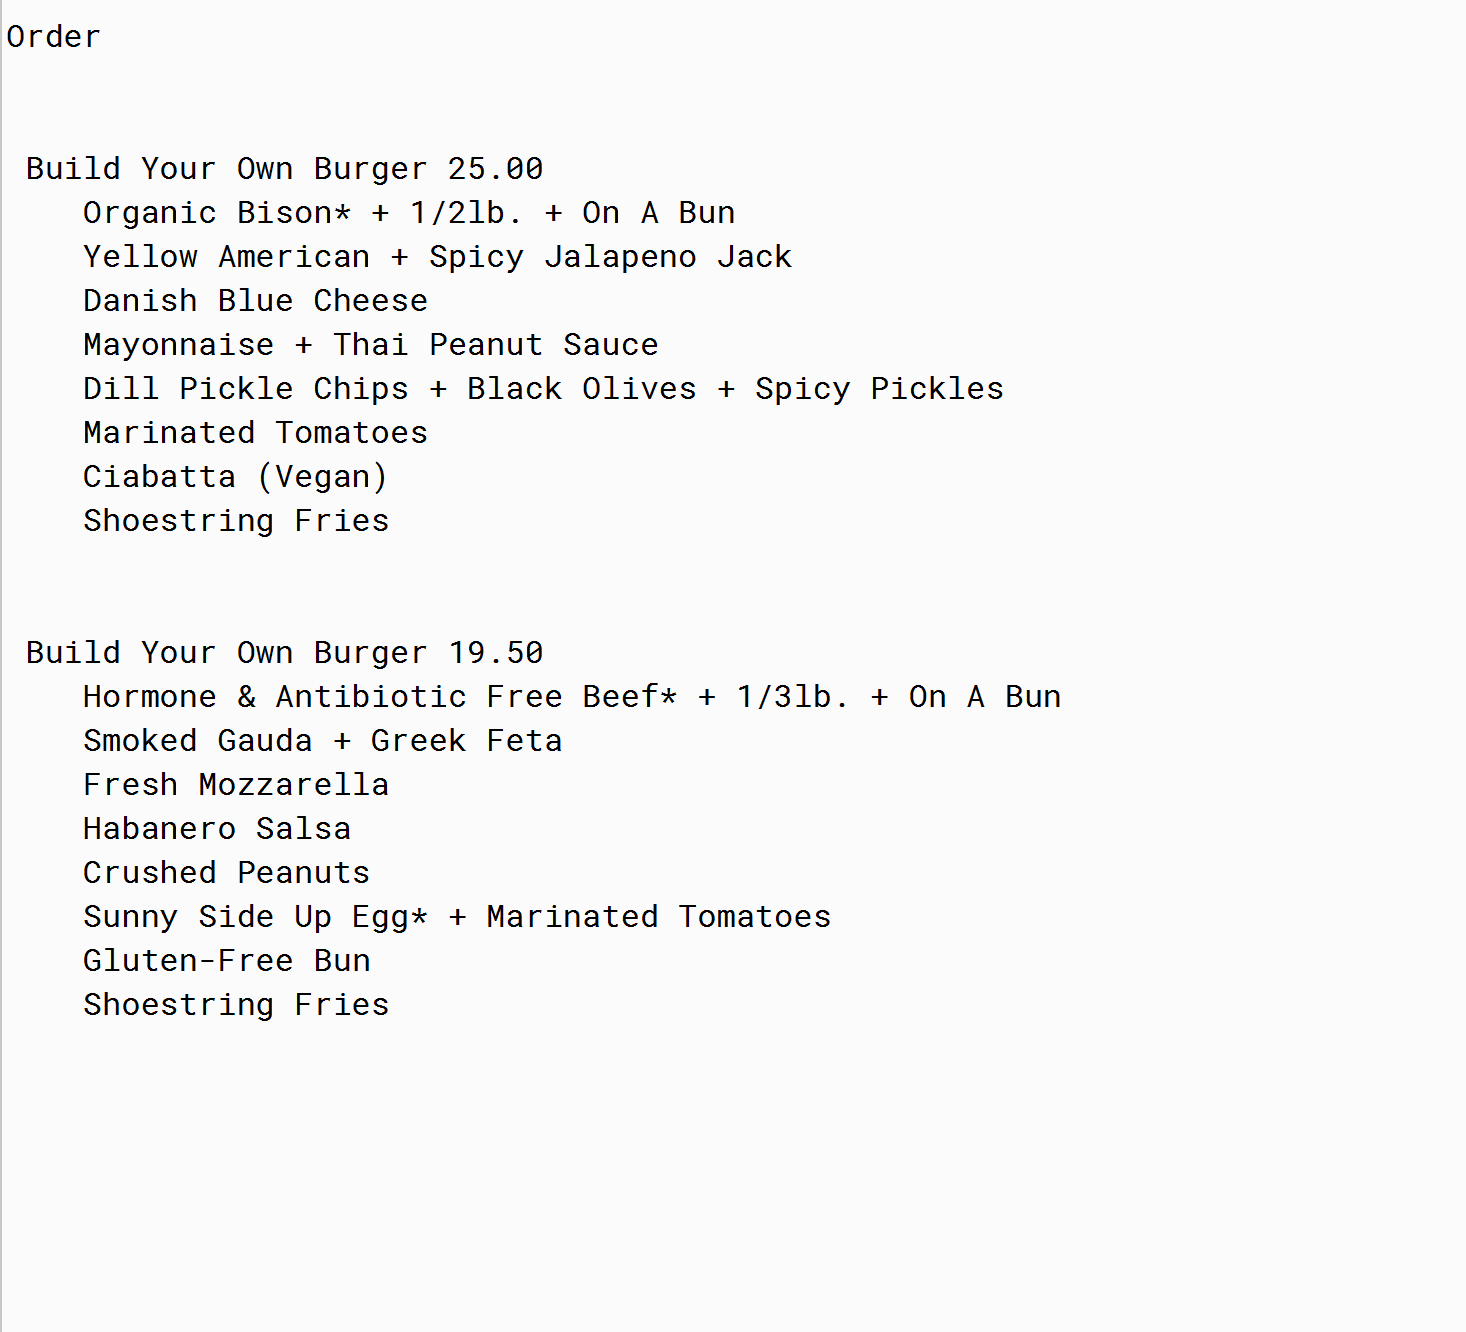 Order
Build Your Own Burger 25.00
Organic Bison* + 1/2lb. + On A Bun
Yellow American + Spicy Jalapeno Jack
Danish Blue Cheese
Mayonnaise + Thai Peanut Sauce
Dill Pickle Chips + Black Olives + Spicy Pickles
Marinated Tomatoes
Ciabatta (Vegan)
Shoestring Fries
Build Your Own Burger 19.50
Hormone & Antibiotic Free Beef* + 1/3lb. + On A Bun
Smoked Gauda + Greek Feta
Fresh Mozzarella
Habanero Salsa
Crushed Peanuts
Sunny Side Up Egg* + Marinated Tomatoes
Gluten-Free Bun
Shoestring Fries